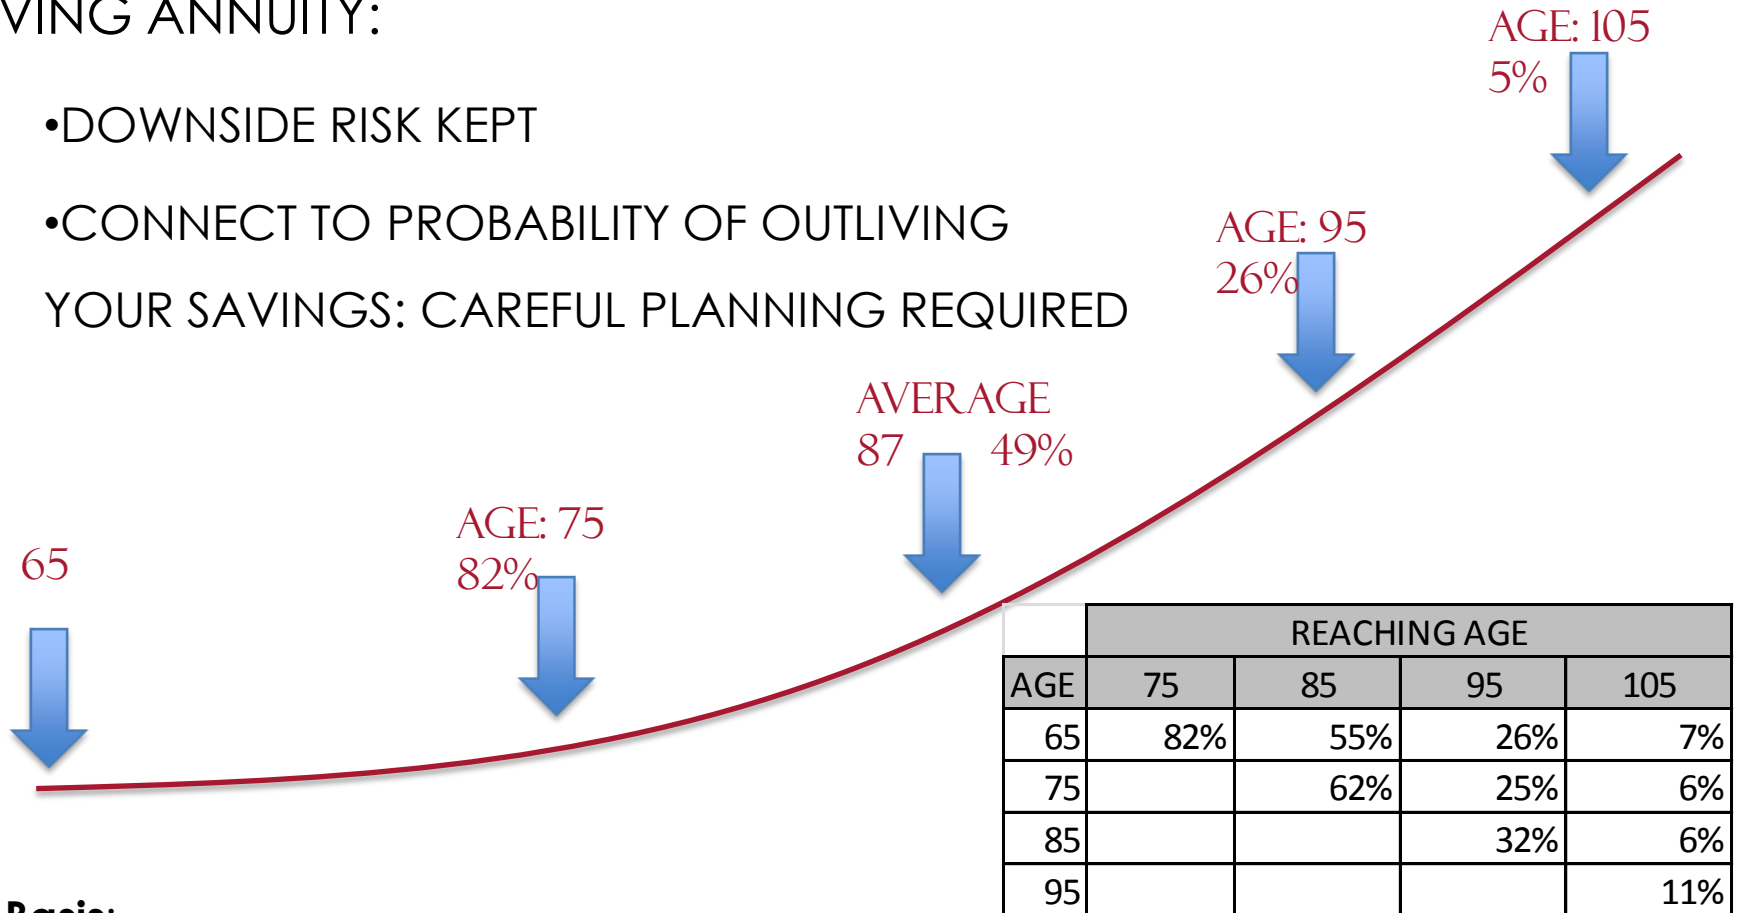 VING ANNUITY:
•DOWNSIDE RISK KEPT
•CONNECT TO PROBABILITY OF OUTLIVING
YOUR SAVINGS: CAREFUL PLANNING REQUIRED
AGE: 105
5%
AGE: 95
26%
AVERAGE
87 49%
AGE: 75
82%
65
REACHING AGE
AGE 75 85 95 105
65 82% 55% 26% 7%
75 62% 25% 6%
85 32% 6%
95 11%
Basis: